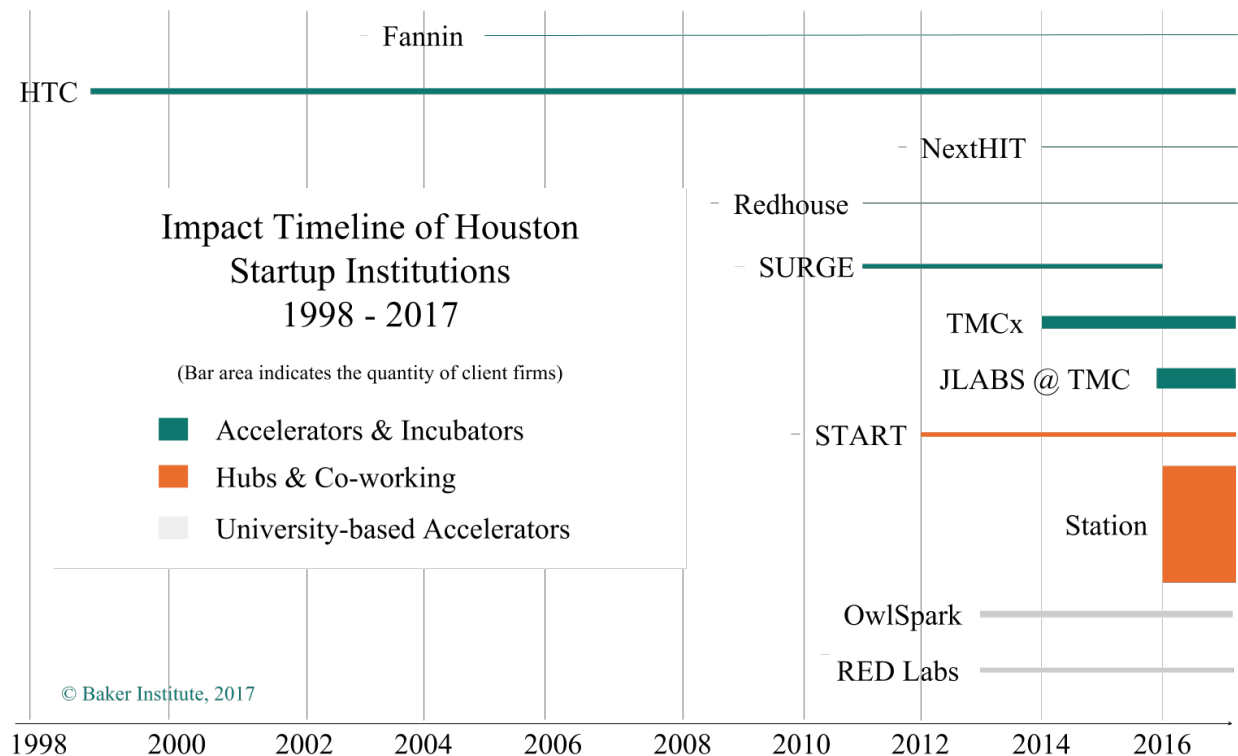 Fannin
HTC
NextHIT
Redhouse
Impact Timeline of Houston
Startup Institutions
1998 - 2017
(Bar area indicates the quantity of client firms)
Accelerators & Incubators
Hubs & Co-working
University-based Accelerators
SURGE
TMCx
JLABS @ TMC
START
Station
OwlSpark
RED Labs
© Baker Institute, 2017
1998 2000 2002 2004 2006 2008 2010 2012 2014 2016